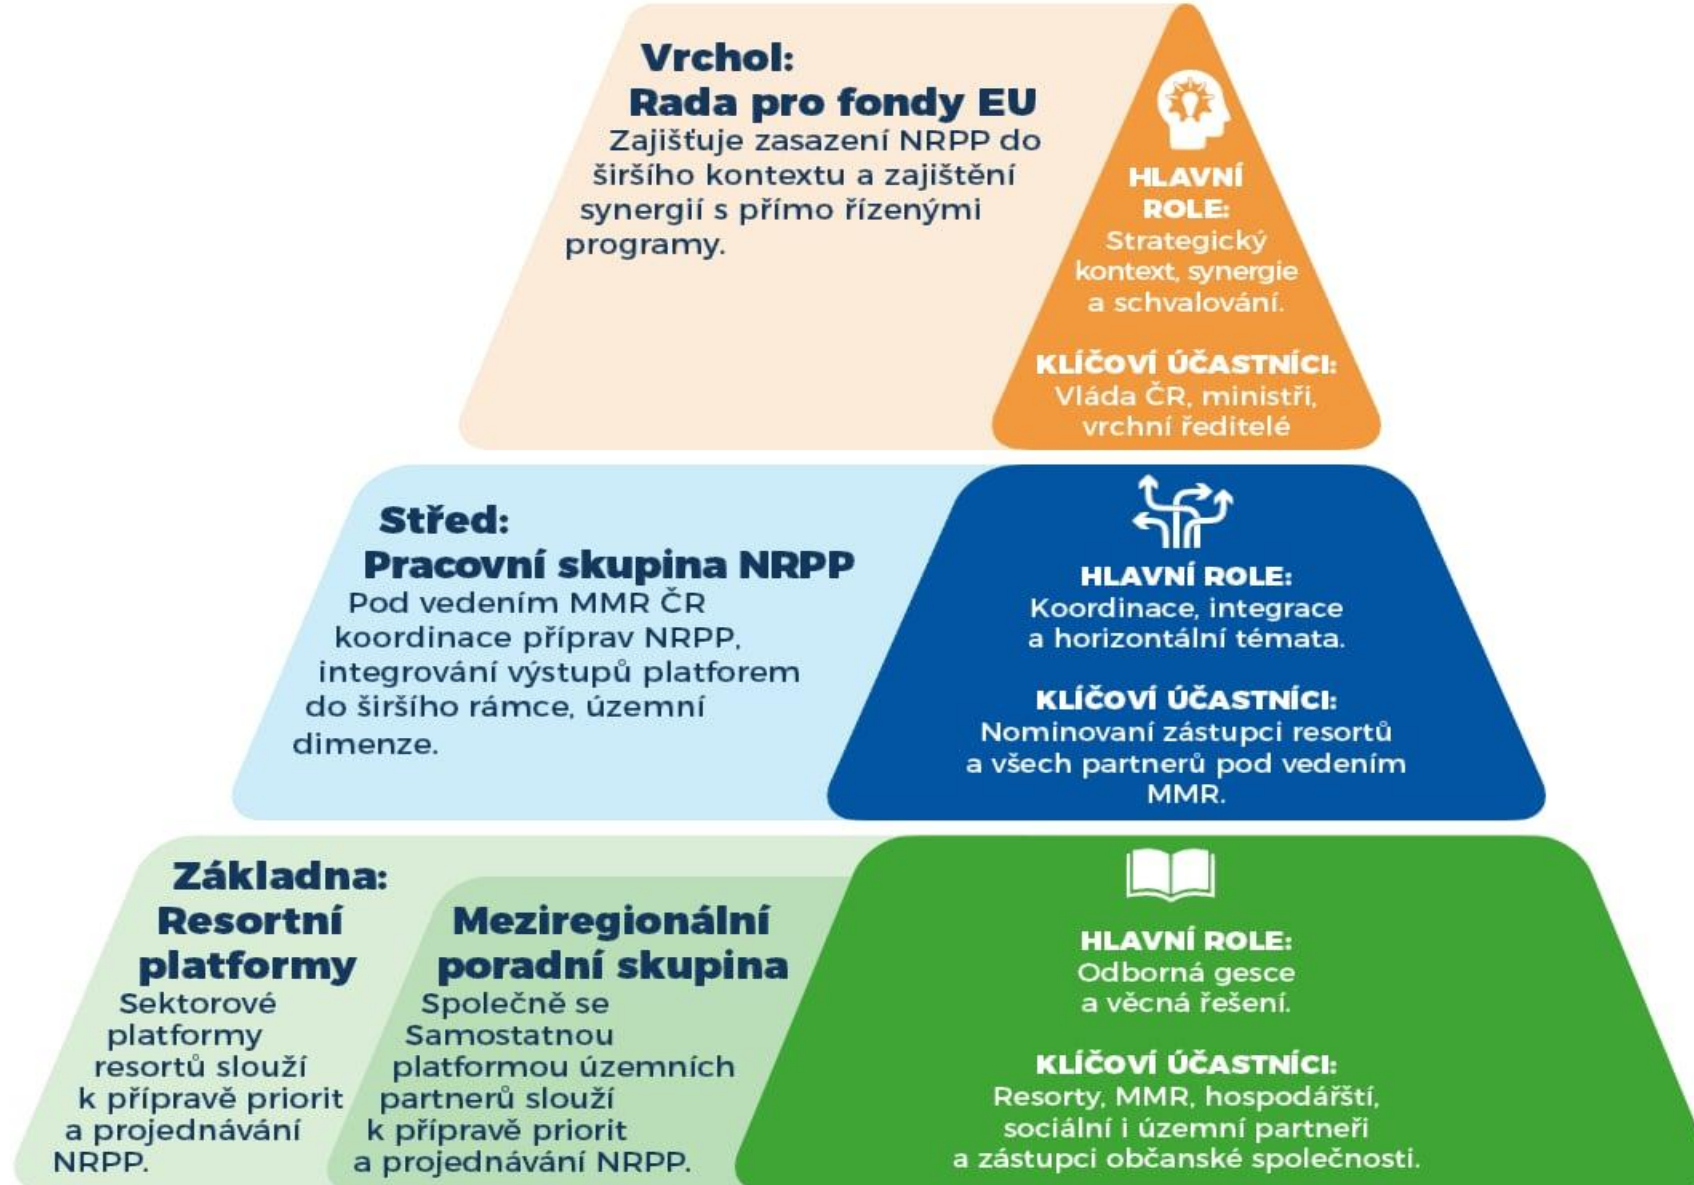 Vrchol:
Rada pro fondy EU
Zajišťuje zasazení NRPP do
širšího kontextu a zajištění
synergií s přímo řízenými
programy.
HLAVNÍ
ROLE:
Strategický
kontext, synergie
a schvalování.
KLÍČOVÍ ÚČASTNÍCI:
Vláda ČR, ministři,
vrchní ředitelé
Střed:
Pracovní skupina NRPP
Pod vedením MMR ČR
koordinace příprav NRPP,
integrování výstupů platforem
do širšího rámce, územní
dimenze.
HLAVNÍ ROLE:
Koordinace, integrace
a horizontální témata.
KLÍČOVÍ ÚČASTNÍCI:
Nominovaní zástupci resortů
a všech partnerů pod vedením
MMR.
Základna:
Resortní
platformy
Sektorové
platformy
resortů slouží
k přípravě priorit
a projednávání
NRPP.
Meziregionální
poradní skupina
Společně se
Samostatnou
platformou územních
partnerů slouží
k přípravě priorit
a projednávání NRPP.
HLAVNÍ ROLE:
Odborná gesce
a věcná řešení.
KLÍČOVÍ ÚČASTNÍCI:
Resorty, MMR, hospodářští,
sociální i územní partneři
a zástupci občanské společnosti.